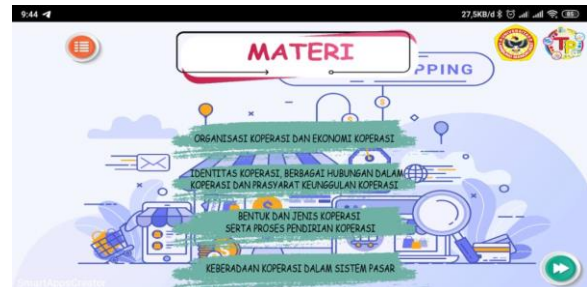 9:44
27,5KB/d
MATERI
PPING
ORGANISASI KOPERASI DAN EKONOMI KOPERASI
IDENTITAS KOPERASI, BERBAGAI HUBUNGAN DALAM
KOPERASI DAN PRASYARAT KEUNGGULAN KOPERASI
BENTUK DAN JENIS KOPERASI
SERTA PROSES PENDIRIAN KOPERASI
KEBERADAAN KOPERASI DALAM SISTEM PASAR
SmartAppsCreator